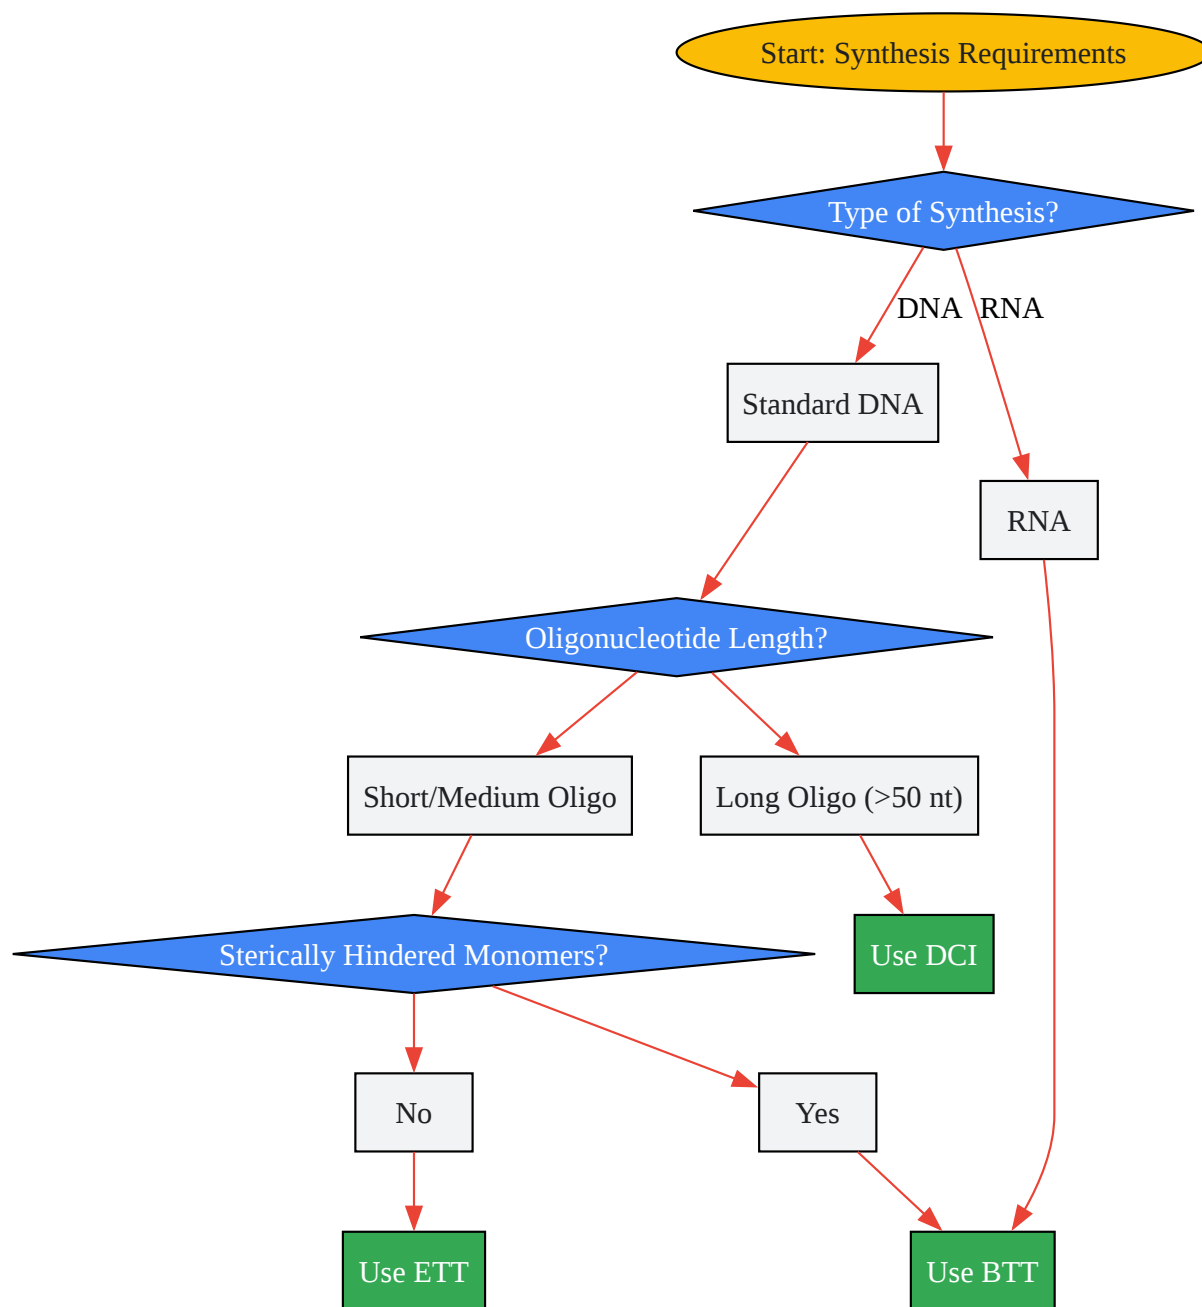 Start: Synthesis Requirements
Type of Synthesis?
DNA
RNA
Standard DNA
RNA
Oligonucleotide Length?
Short/Medium Oligo
Long Oligo (>50 nt)
Use DCI
Sterically Hindered Monomers?
No
Yes
Use ETT
Use BTT